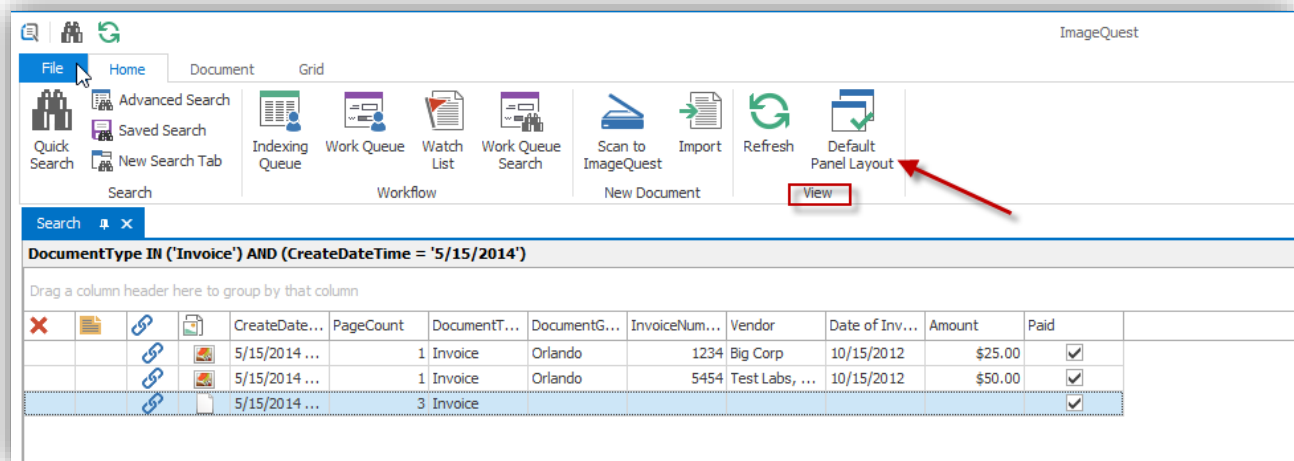 ImageQuest
File Home Document Grid
Quick Search
Advanced Search
Saved Search
New Search Tab
Indexing Queue
Work Queue
Watch List
Work Queue Search
Scan to ImageQuest
Import
Refresh
Default Panel Layout
Search Workflow New Document View
Search
DocumentType IN ('Invoice') AND (CreateDateTime = '5/15/2014')
Drag a column header here to group by that column
CreateDate... PageCount DocumentT... DocumentG... InvoiceNum... Vendor Date of Inv... Amount Paid
5/15/2014 ... 1 Invoice Orlando 1234 Big Corp 10/15/2012 $25.00
5/15/2014 ... 1 Invoice Orlando 5454 Test Labs, ... 10/15/2012 $50.00
5/15/2014 ... 3 Invoice